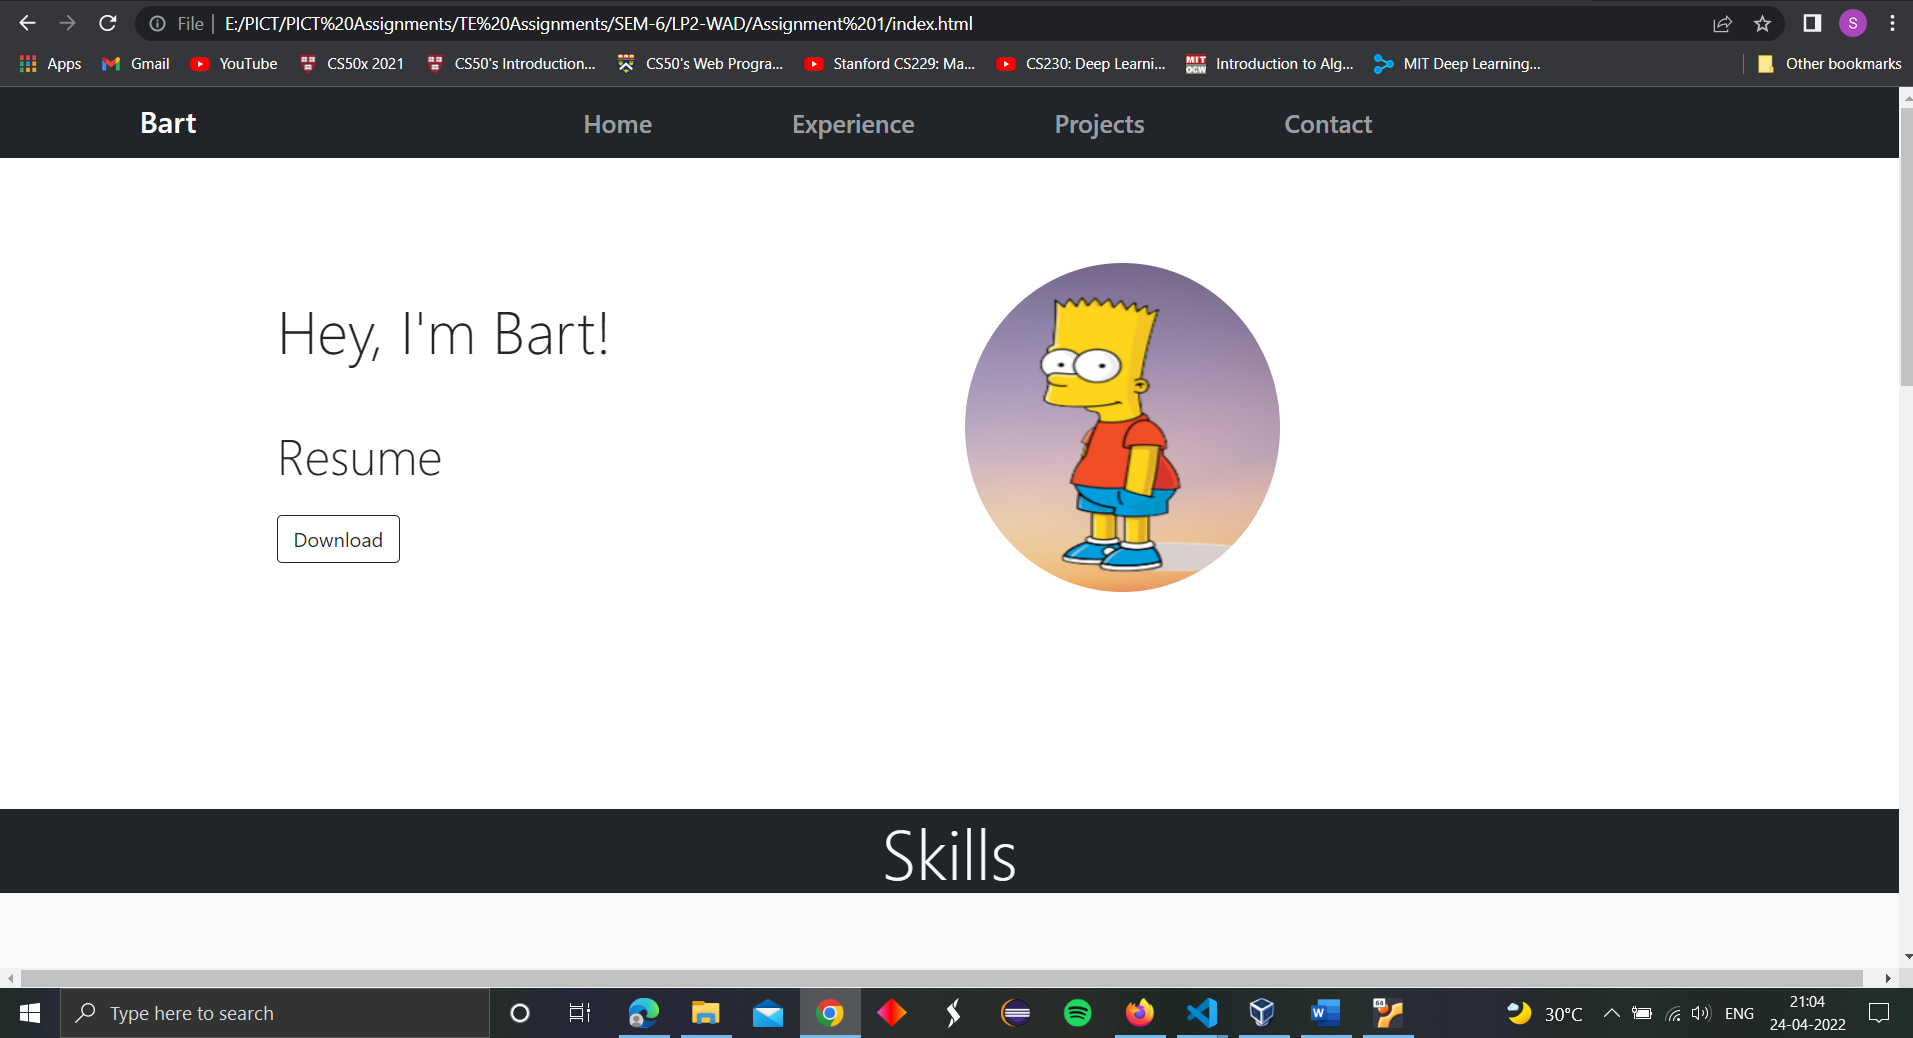 File | E:/PICT/PICT%20Assignments/TE%20Assignments/SEM-6/LP2-WAD/Assignment%201/index.html
S
Apps Gmail YouTube CS50x 2021 CS50's Introduction... CS50's Web Progra... Stanford CS229: Ma... CS230: Deep Learni... MIT OCW Introduction to Alg... MIT Deep Learning... Other bookmarks
Bart Home Experience Projects Contact
Hey, I'm Bart!
Resume
Download
Skills
Type here to search
W
64
30°C
ENG
21:04
24-04-2022